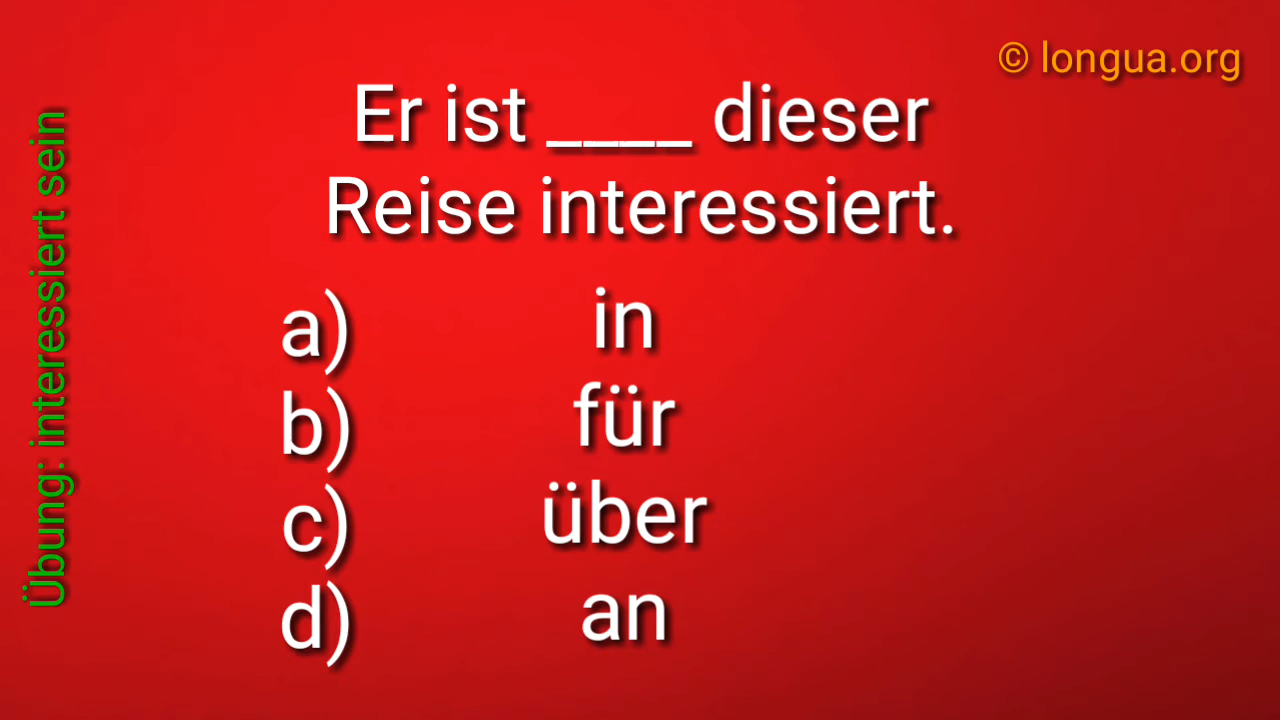 © longua.org
Er ist ____ dieser
Reise interessiert.
a) in
b) für
c) über
d) an
Übung: interessiert sein